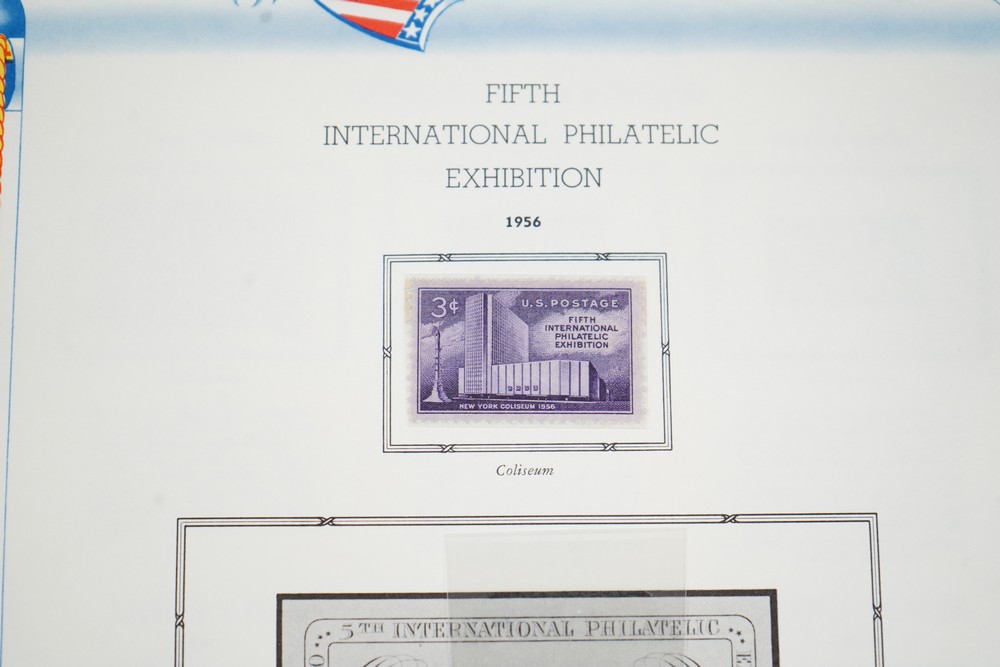 FIFTH
INTERNATIONAL PHILATELIC
EXHIBITION
1956
3¢
U.S. POSTAGE
FIFTH
INTERNATIONAL
PHILATELIC
EXHIBITION
NEW YORK COLISEUM 1956
Coliseum
5TH INTERNATIONAL PHILATELIC